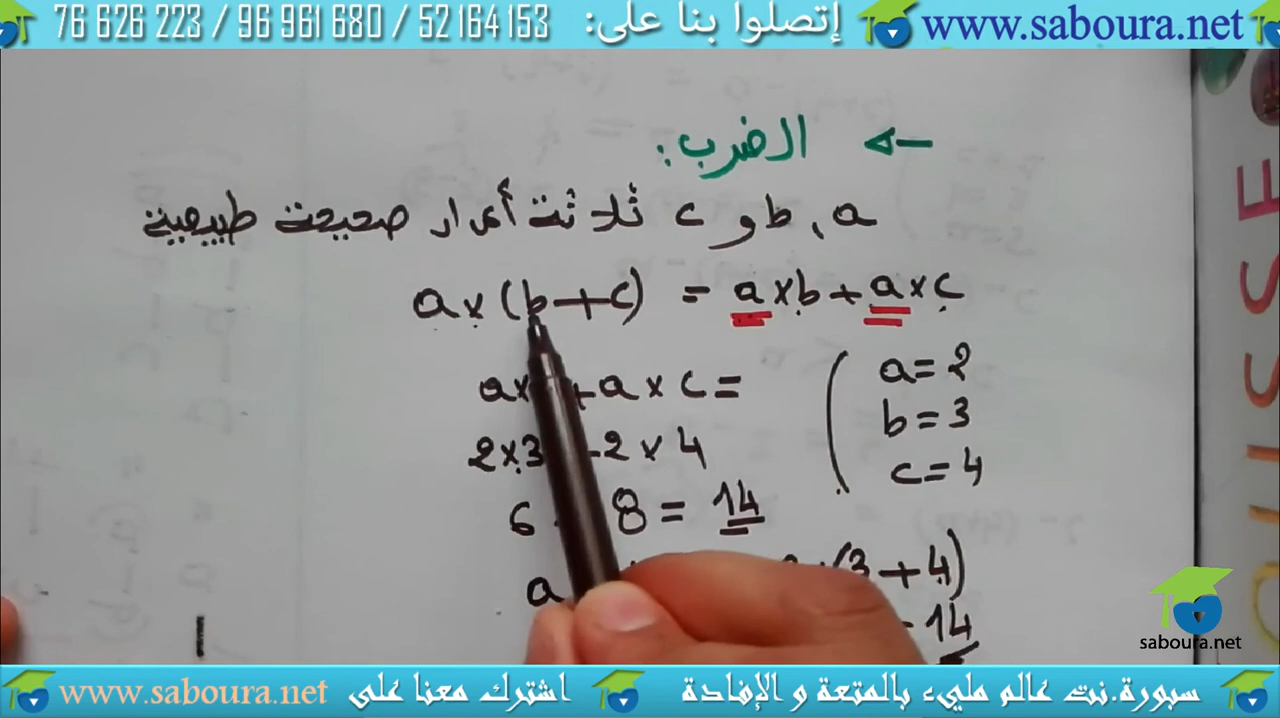 76 626 223 / 96 961 680 / 52 164 153 إتصلوا بنا على: www.saboura.net
الضرب:
a، b و c ثلاثة أعداد صحيحة طبيعية
a×(b+c) = a×b+a×c
a× +a×c=
a=2
2×3 2×4
b=3
c=4
6 8 = 14
a (3+4)
14
saboura.net
www.saboura.net اشترك معنا على سبورة.نت عالم مليء بالمتعة و الإفادة